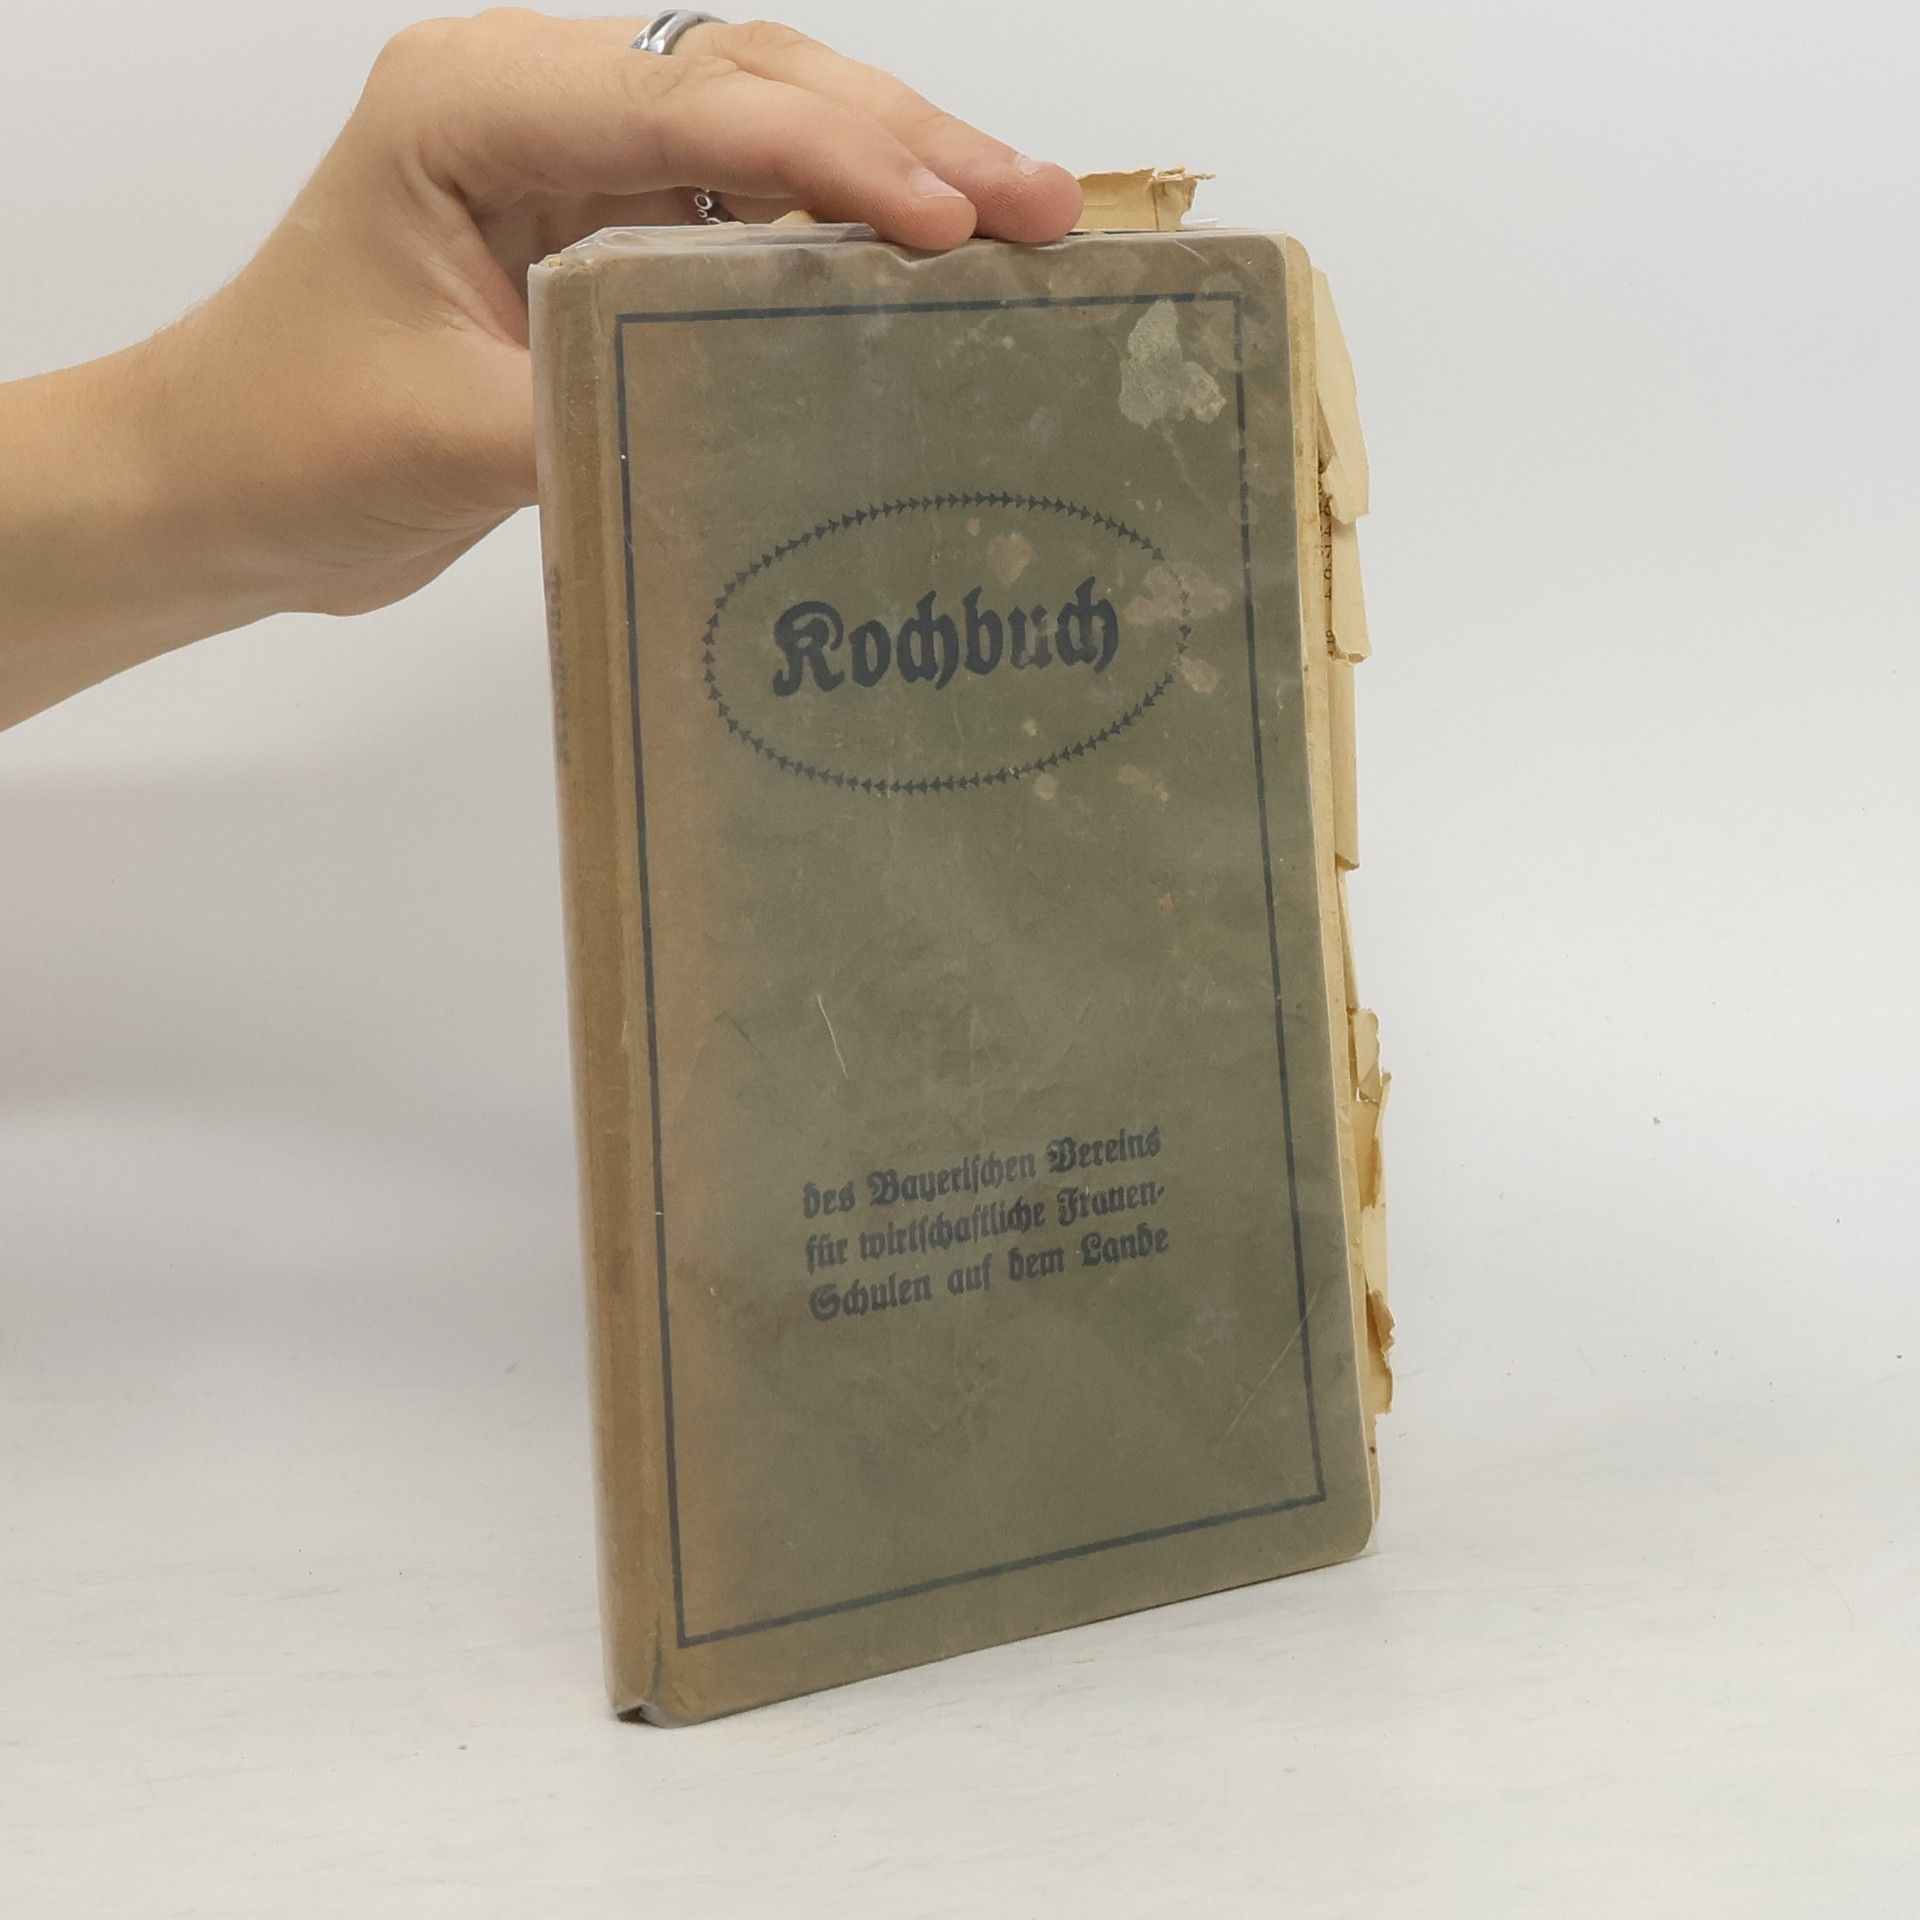 Kochbuch
des Bayerischen Vereins
für wirtschaftliche Frauen-
Schulen auf dem Lande